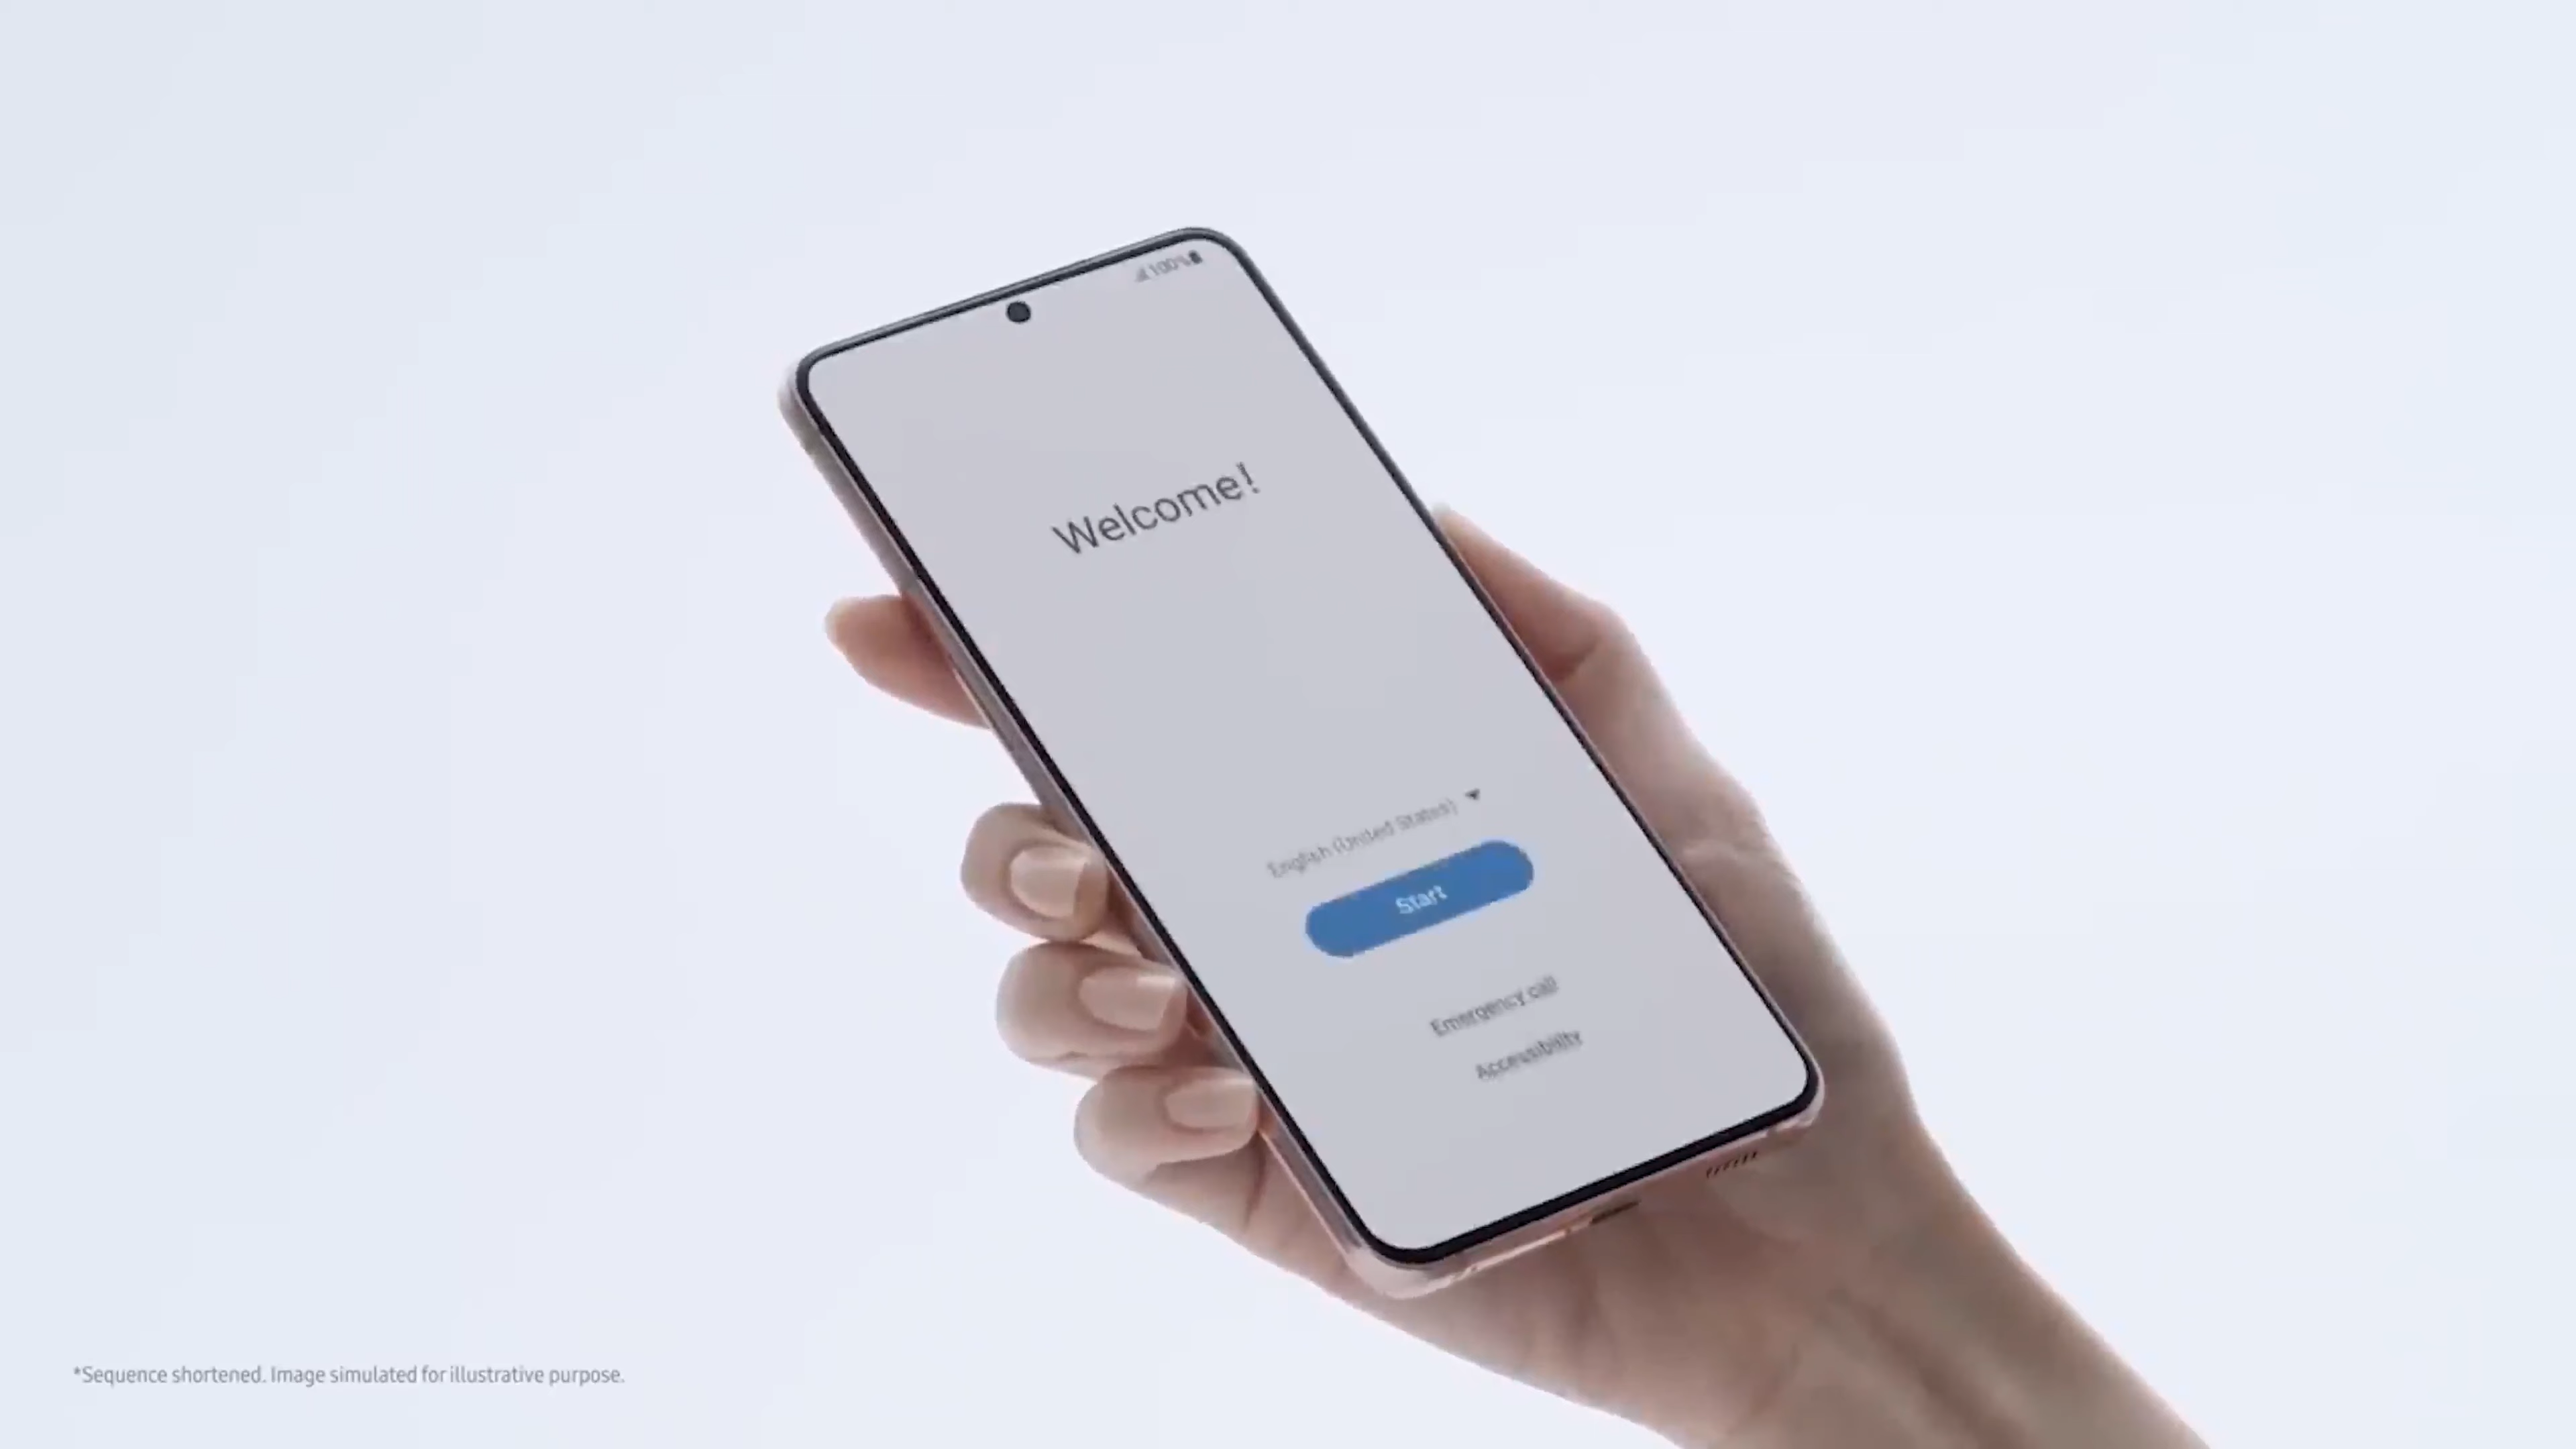 100%
Welcome!
English (United States)
Start
Emergency call
Accessibility
*Sequence shortened. Image simulated for illustrative purpose.